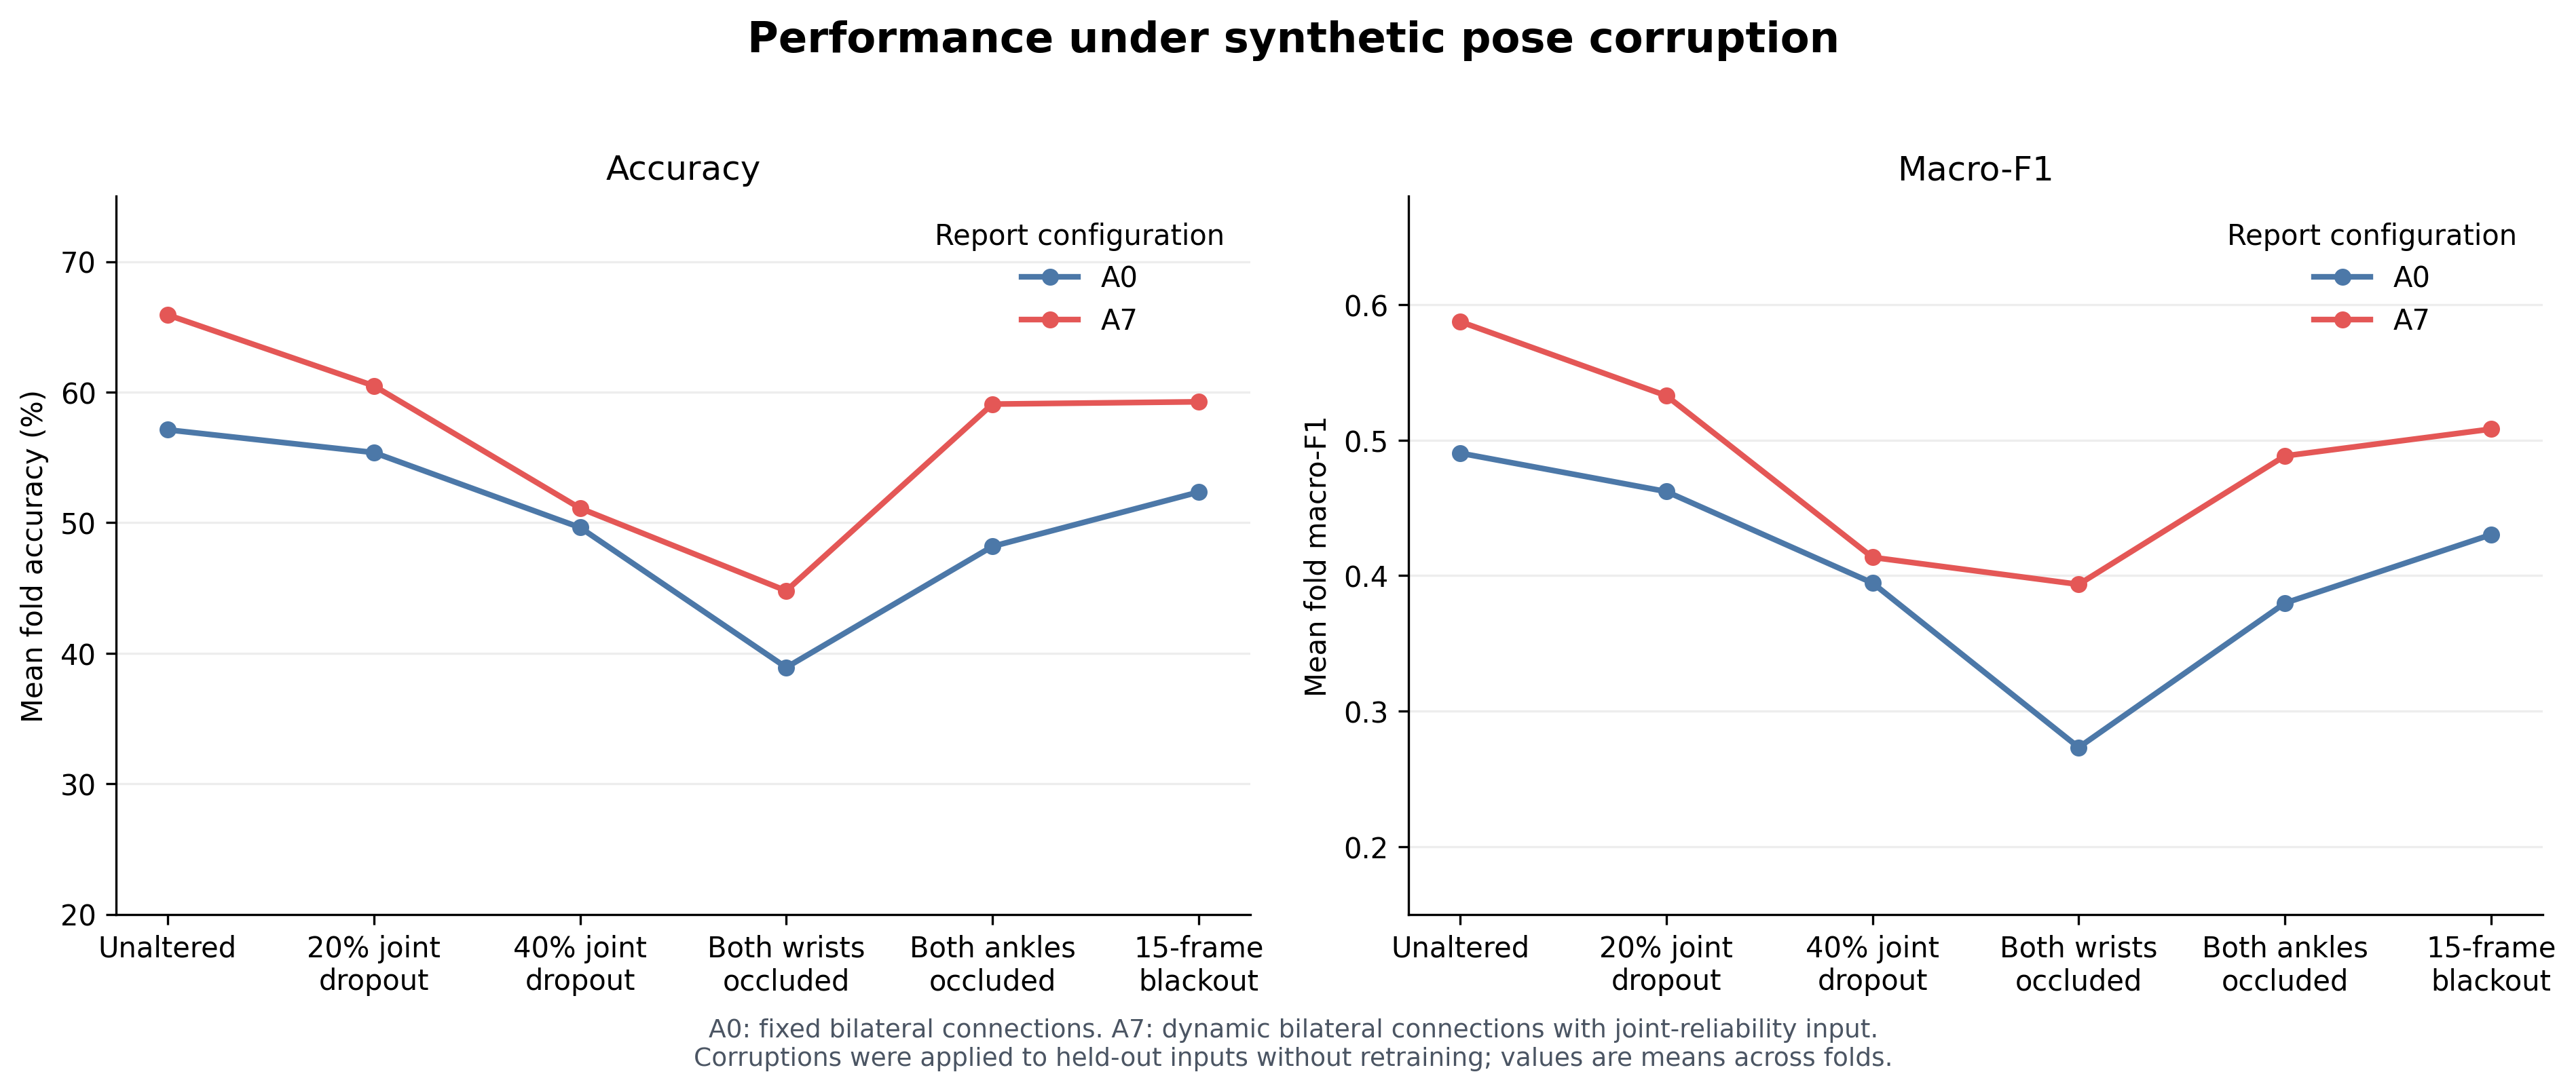 Performance under synthetic pose corruption
Accuracy
Mean fold accuracy (%)
70
60
50
40
30
20
Report configuration
A0
A7
Unaltered
20% joint
dropout
40% joint
dropout
Both wrists
occluded
Both ankles
occluded
15-frame
blackout
Macro-F1
Mean fold macro-F1
0.6
0.5
0.4
0.3
0.2
Report configuration
A0
A7
Unaltered
20% joint
dropout
40% joint
dropout
Both wrists
occluded
Both ankles
occluded
15-frame
blackout
A0: fixed bilateral connections. A7: dynamic bilateral connections with joint-reliability input.
Corruptions were applied to held-out inputs without retraining; values are means across folds.